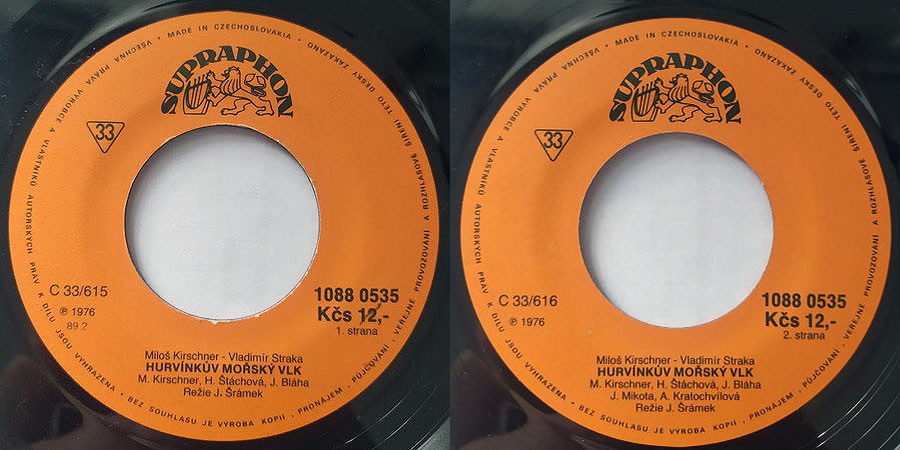 SUPRAPHON
33
C 33/615
℗ 1976
89 2
1088 0535
Kčs 12,-
1. strana
Miloš Kirschner - Vladimír Straka
HURVÍNKŮV MOŘSKÝ VLK
M. Kirschner, H. Štáchová, J. Bláha
Režie J. Šrámek
• MADE IN CZECHOSLOVAKIA • VŠECHNA PRÁVA VÝROBCE A VLASTNÍKŮ AUTORSKÝCH PRÁV K DÍLU JSOU VYHRAZENA • BEZ SOUHLASU JE VÝROBA KOPIÍ, PRONÁJEM, PŮJČOVÁNÍ, VEŘEJNÉ PROVOZOVÁNÍ A ROZHLASOVÉ ŠÍŘENÍ TÉTO DESKY ZAKÁZÁNO
SUPRAPHON
33
C 33/616
℗ 1976
1088 0535
Kčs 12,-
2. strana
Miloš Kirschner - Vladimír Straka
HURVÍNKŮV MOŘSKÝ VLK
M. Kirschner, H. Štáchová, J. Bláha
J. Mikota, A. Kratochvílová
Režie J. Šrámek
• MADE IN CZECHOSLOVAKIA • VŠECHNA PRÁVA VÝROBCE A VLASTNÍKŮ AUTORSKÝCH PRÁV K DÍLU JSOU VYHRAZENA • BEZ SOUHLASU JE VÝROBA KOPIÍ, PRONÁJEM, PŮJČOVÁNÍ, VEŘEJNÉ PROVOZOVÁNÍ A ROZHLASOVÉ ŠÍŘENÍ TÉTO DESKY ZAKÁZÁNO